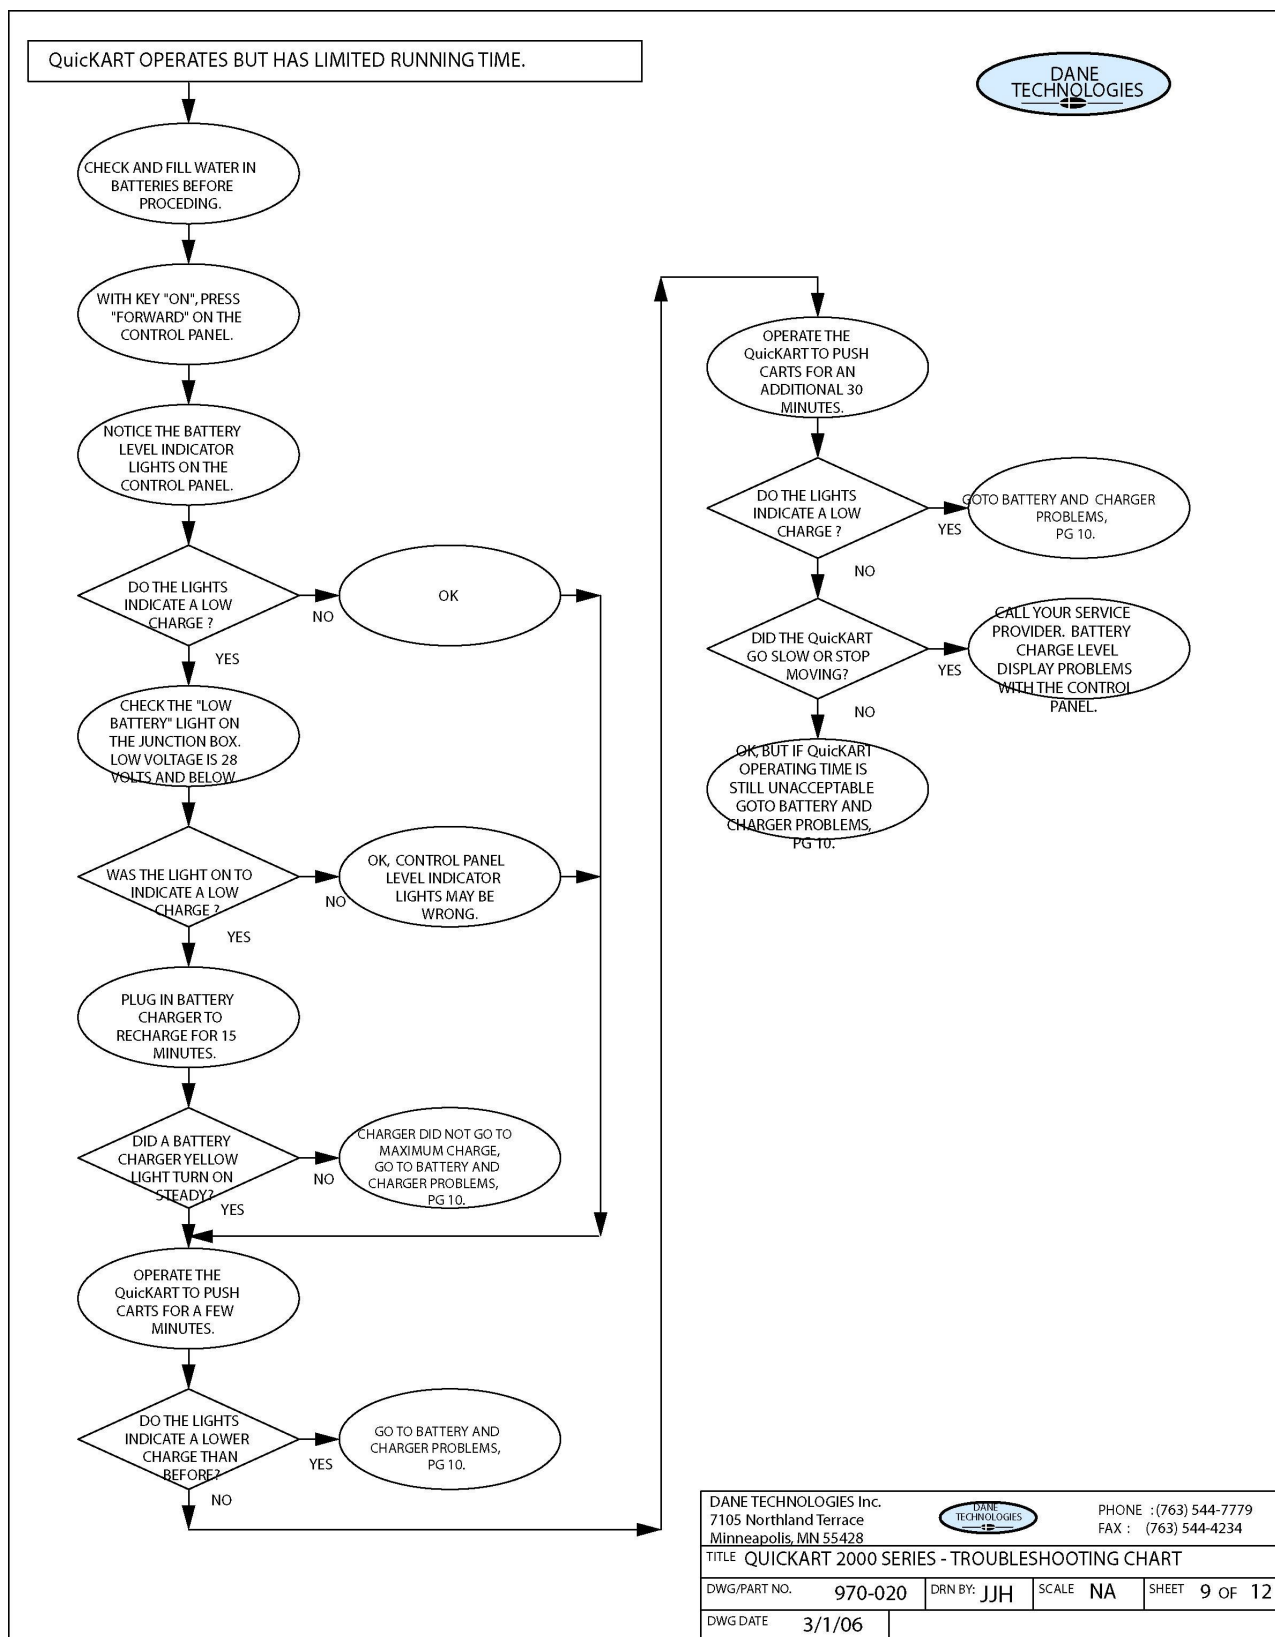 QuicKART OPERATES BUT HAS LIMITED RUNNING TIME.
DANE
TECHNOLOGIES
CHECK AND FILL WATER IN
BATTERIES BEFORE
PROCEDING.
WITH KEY "ON", PRESS
"FORWARD" ON THE
CONTROL PANEL.
NOTICE THE BATTERY
LEVEL INDICATOR
LIGHTS ON THE
CONTROL PANEL.
DO THE LIGHTS
INDICATE A LOW
CHARGE ?
NO
OK
YES
CHECK THE "LOW
BATTERY" LIGHT ON
THE JUNCTION BOX.
LOW VOLTAGE IS 28
VOLTS AND BELOW
WAS THE LIGHT ON TO
INDICATE A LOW
CHARGE ?
NO
OK, CONTROL PANEL
LEVEL INDICATOR
LIGHTS MAY BE
WRONG.
YES
PLUG IN BATTERY
CHARGER TO
RECHARGE FOR 15
MINUTES.
DID A BATTERY
CHARGER YELLOW
LIGHT TURN ON
STEADY?
NO
CHARGER DID NOT GO TO
MAXIMUM CHARGE,
GO TO BATTERY AND
CHARGER PROBLEMS,
PG 10.
YES
OPERATE THE
QuicKART TO PUSH
CARTS FOR A FEW
MINUTES.
DO THE LIGHTS
INDICATE A LOWER
CHARGE THAN
BEFORE?
YES
GO TO BATTERY AND
CHARGER PROBLEMS,
PG 10.
NO
OPERATE THE
QuicKART TO PUSH
CARTS FOR AN
ADDITIONAL 30
MINUTES.
DO THE LIGHTS
INDICATE A LOW
CHARGE ?
YES
GOTO BATTERY AND CHARGER
PROBLEMS,
PG 10.
NO
DID THE QuicKART
GO SLOW OR STOP
MOVING?
YES
CALL YOUR SERVICE
PROVIDER. BATTERY
CHARGE LEVEL
DISPLAY PROBLEMS
WITH THE CONTROL
PANEL.
NO
OK, BUT IF QuicKART
OPERATING TIME IS
STILL UNACCEPTABLE
GOTO BATTERY AND
CHARGER PROBLEMS,
PG 10.
DANE TECHNOLOGIES Inc.
7105 Northland Terrace
Minneapolis, MN 55428
DANE
TECHNOLOGIES
PHONE : (763) 544-7779
FAX : (763) 544-4234
TITLE QUICKART 2000 SERIES - TROUBLESHOOTING CHART
DWG/PART NO. 970-020 DRN BY: JJH SCALE NA SHEET 9 OF 12
DWG DATE 3/1/06